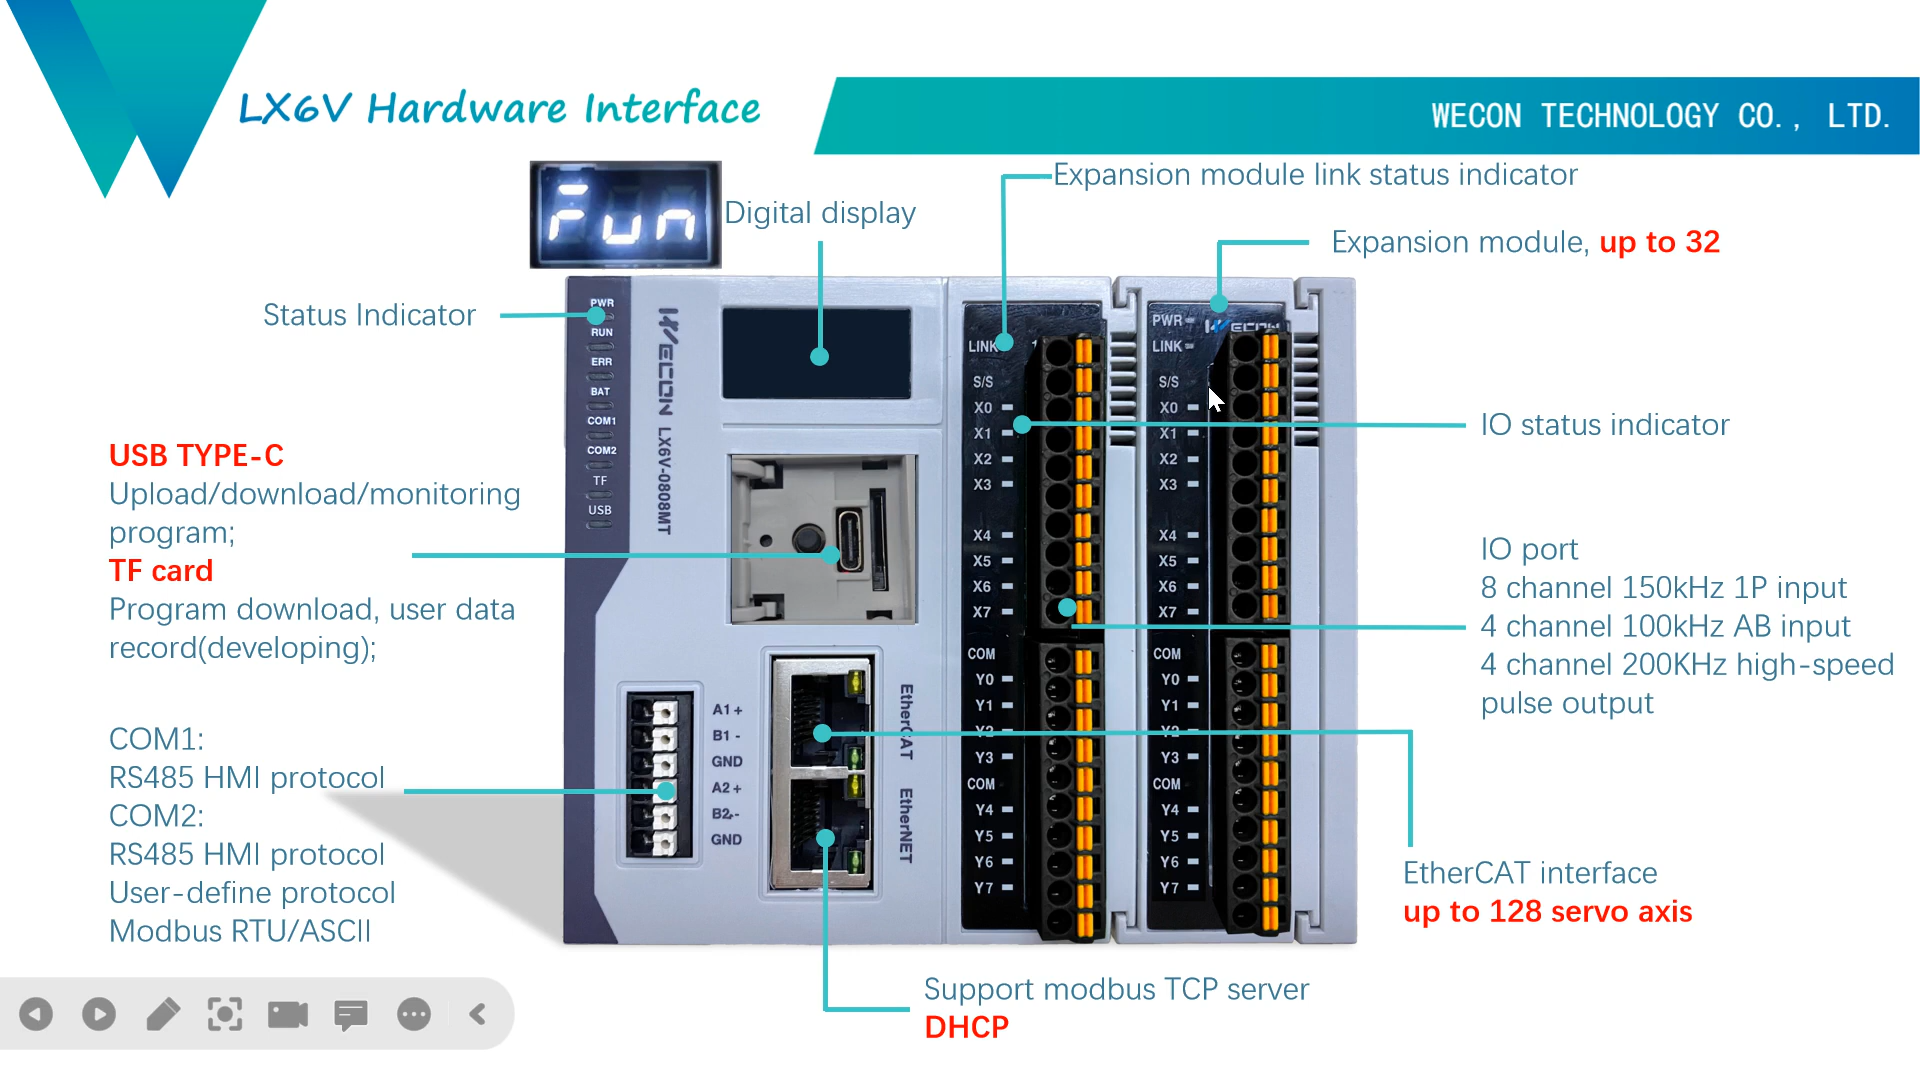 LX6V Hardware Interface
WECON TECHNOLOGY CO., LTD.
run
Digital display
Expansion module link status indicator
Expansion module, up to 32
Status Indicator
IO status indicator
USB TYPE-C
Upload/download/monitoring
program;
TF card
Program download, user data
record(developing);
COM1:
RS485 HMI protocol
COM2:
RS485 HMI protocol
User-define protocol
Modbus RTU/ASCII
IO port
8 channel 150kHz 1P input
4 channel 100kHz AB input
4 channel 200KHz high-speed
pulse output
EtherCAT interface
up to 128 servo axis
Support modbus TCP server
DHCP
PWR
RUN
ERR
BAT
COM1
COM2
TF
USB
WECON LX6V-0808MT
A1+
B1-
GND
A2+
B2-
GND
EtherCAT
EtherNET
LINK
S/S
X0
X1
X2
X3
X4
X5
X6
X7
COM
Y0
Y1
Y2
Y3
COM
Y4
Y5
Y6
Y7
PWR
WECON
LINK
S/S
X0
X1
X2
X3
X4
X5
X6
X7
COM
Y0
Y1
Y2
Y3
COM
Y4
Y5
Y6
Y7